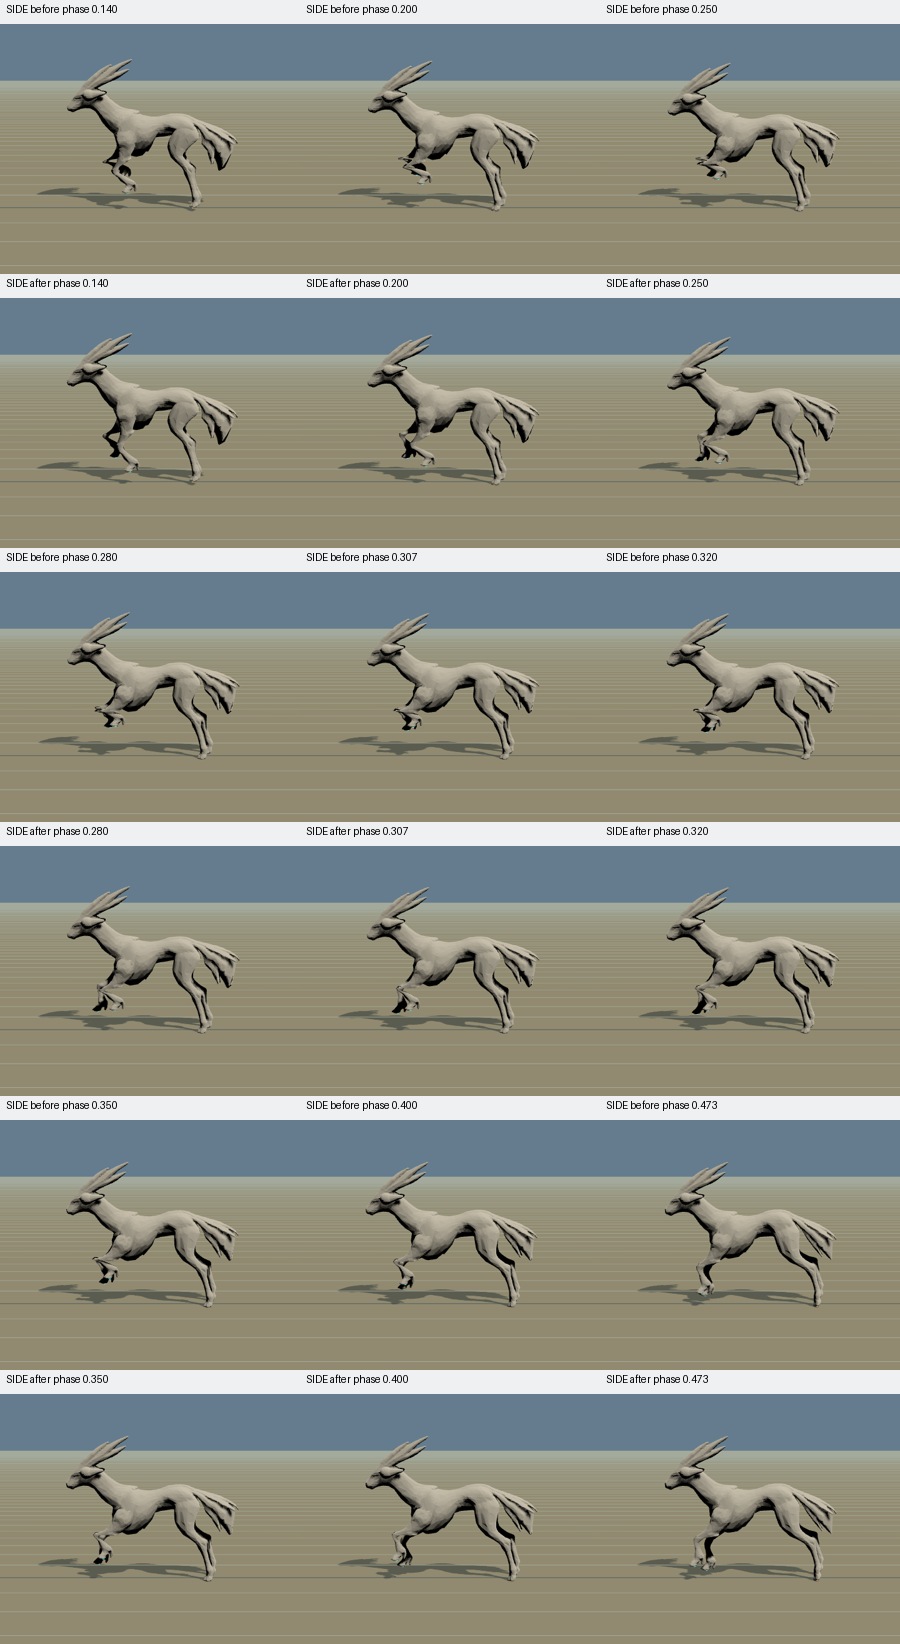 SIDE before phase 0.140
SIDE before phase 0.200
SIDE before phase 0.250
SIDE after phase 0.140
SIDE after phase 0.200
SIDE after phase 0.250
SIDE before phase 0.280
SIDE before phase 0.307
SIDE before phase 0.320
SIDE after phase 0.280
SIDE after phase 0.307
SIDE after phase 0.320
SIDE before phase 0.350
SIDE before phase 0.400
SIDE before phase 0.473
SIDE after phase 0.350
SIDE after phase 0.400
SIDE after phase 0.473